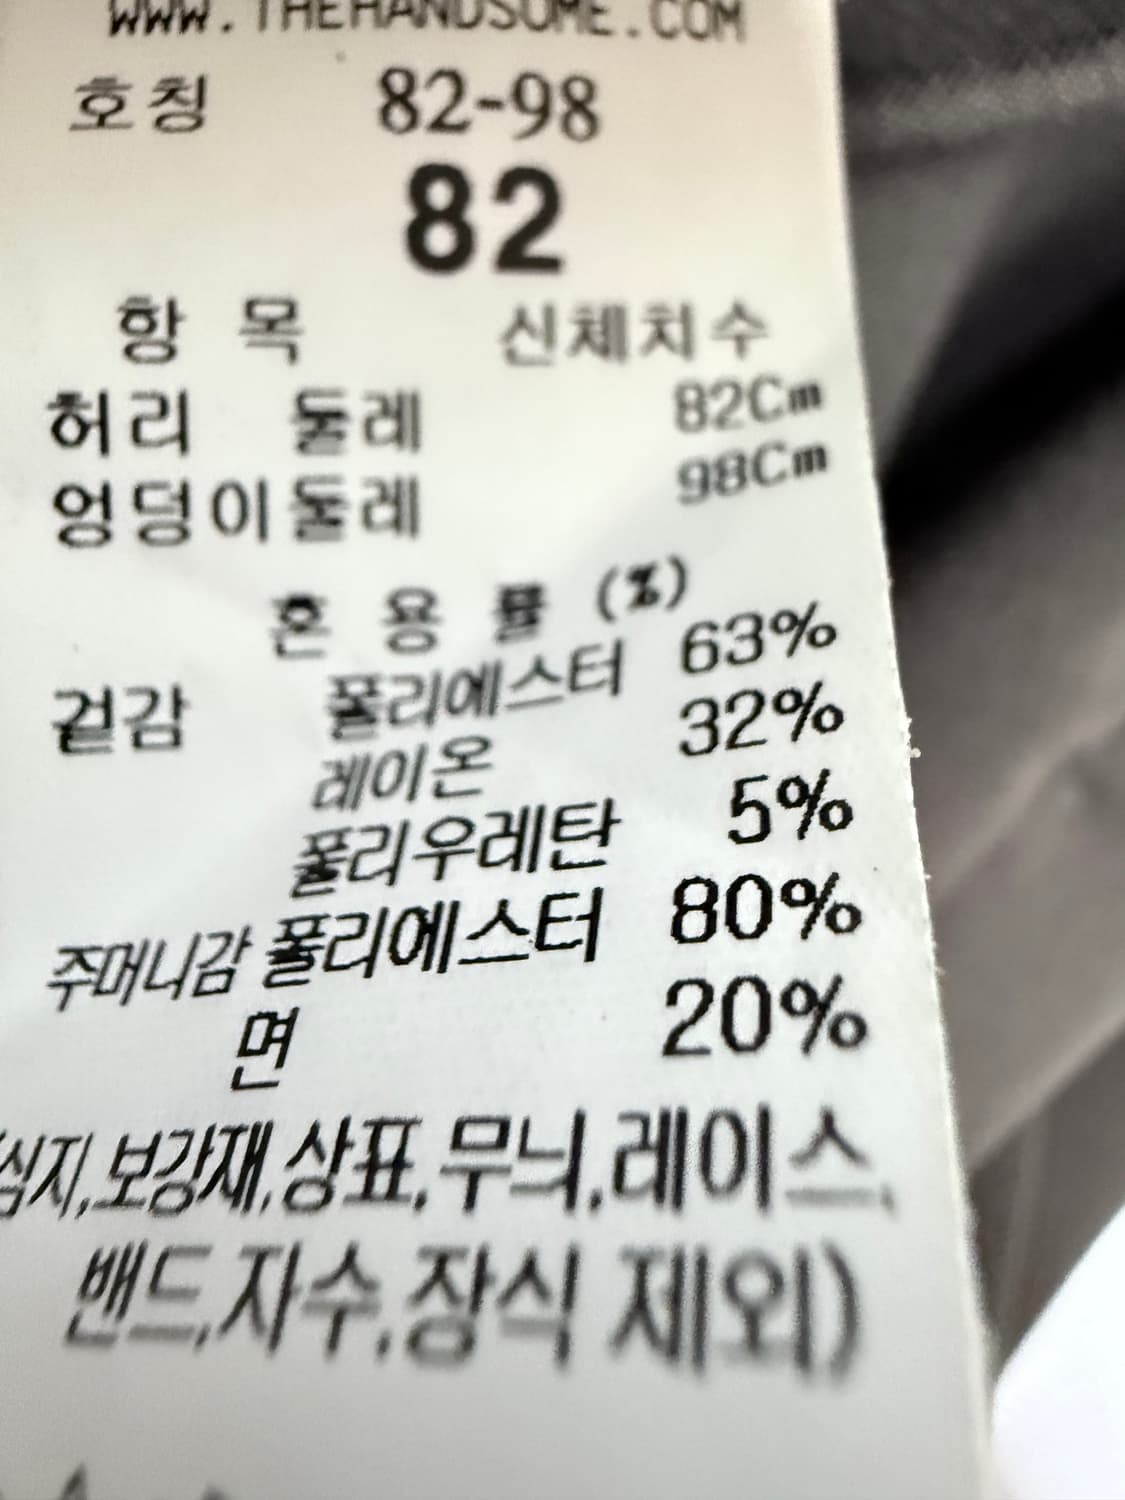 WWW.THEHANDSOME.COM
호칭 82-98
82
항 목 신체치수
허리 둘레 82Cm
엉덩이둘레 98Cm
혼 용 률 (%)
겉감 폴리에스터 63%
레이온 32%
폴리우레탄 5%
주머니감 폴리에스터 80%
면 20%
(심지,보강재,상표,무늬,레이스,
밴드,자수,장식 제외)